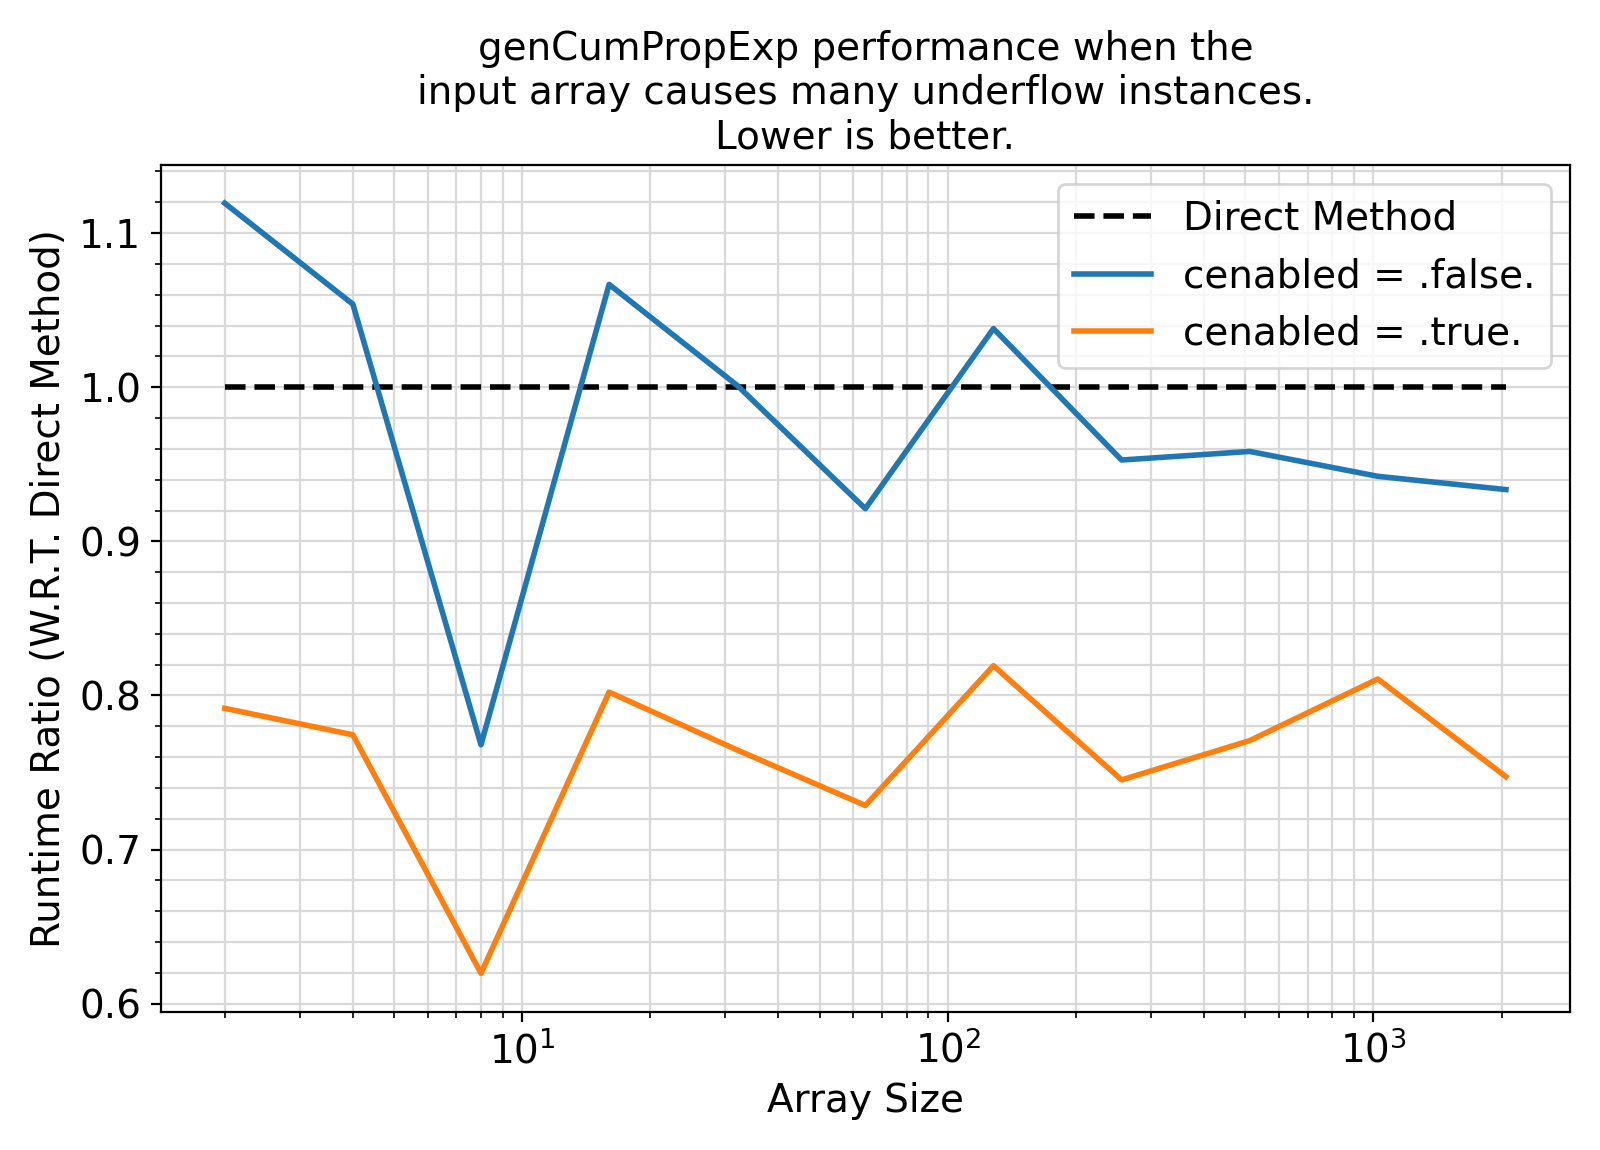 genCumPropExp performance when the
input array causes many underflow instances.
Lower is better.
Direct Method
cenabled = .false.
cenabled = .true.
Runtime Ratio (W.R.T. Direct Method)
1.1
1.0
0.9
0.8
0.7
0.6
10¹
10²
10³
Array Size